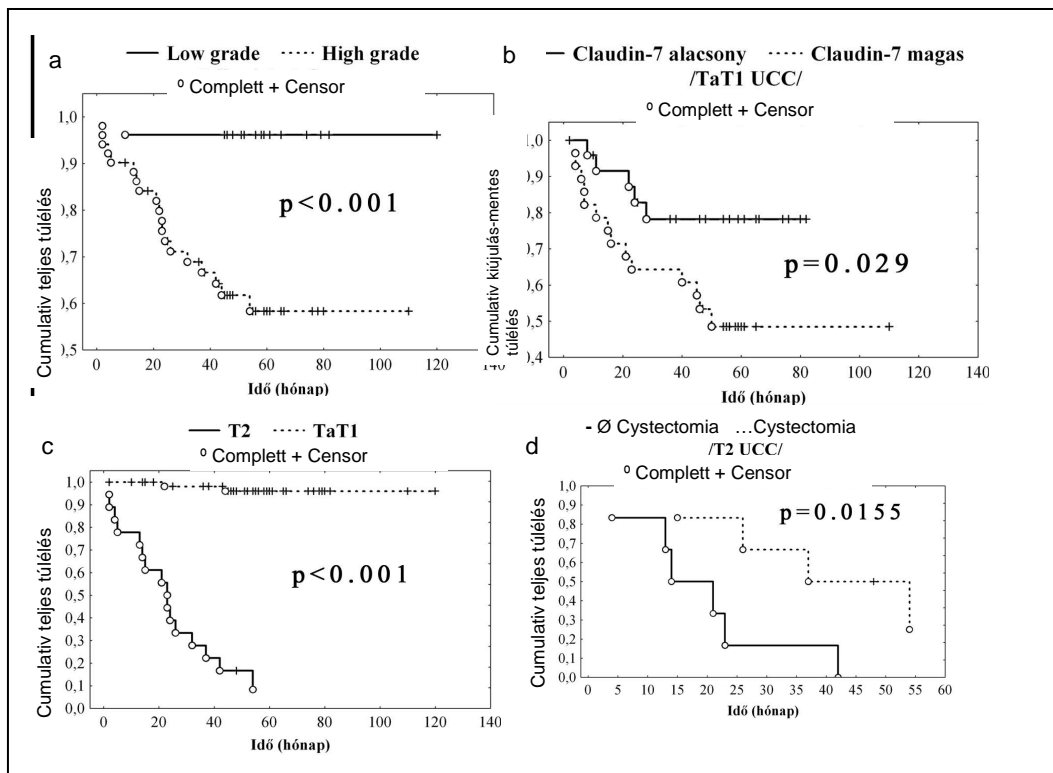 a
Low grade High grade
º Complett + Censor
Cumulativ teljes túlélés
1,0
0,9
0,8
0,7
0,6
0,5
p<0.001
0 20 40 60 80 100 120 140
Idő (hónap)
b
Claudin-7 alacsony Claudin-7 magas
/TaT1 UCC/
º Complett + Censor
Cumulativ kiújulás-mentes
túlélés
1,0
0,9
0,8
0,7
0,6
0,5
0,4
p=0.029
0 20 40 60 80 100 120 140
Idő (hónap)
c
T2 TaT1
º Complett + Censor
Cumulativ teljes túlélés
1,0
0,9
0,8
0,7
0,6
0,5
0,4
0,3
0,2
0,1
0,0
p<0.001
0 20 40 60 80 100 120 140
Idő (hónap)
d
- Ø Cystectomia ...Cystectomia
/T2 UCC/
º Complett + Censor
Cumulativ teljes túlélés
1,0
0,9
0,8
0,7
0,6
0,5
0,4
0,3
0,2
0,1
0,0
p=0.0155
0 5 10 15 21 25 30 35 40 44 50 54 60
Idő (hónap)